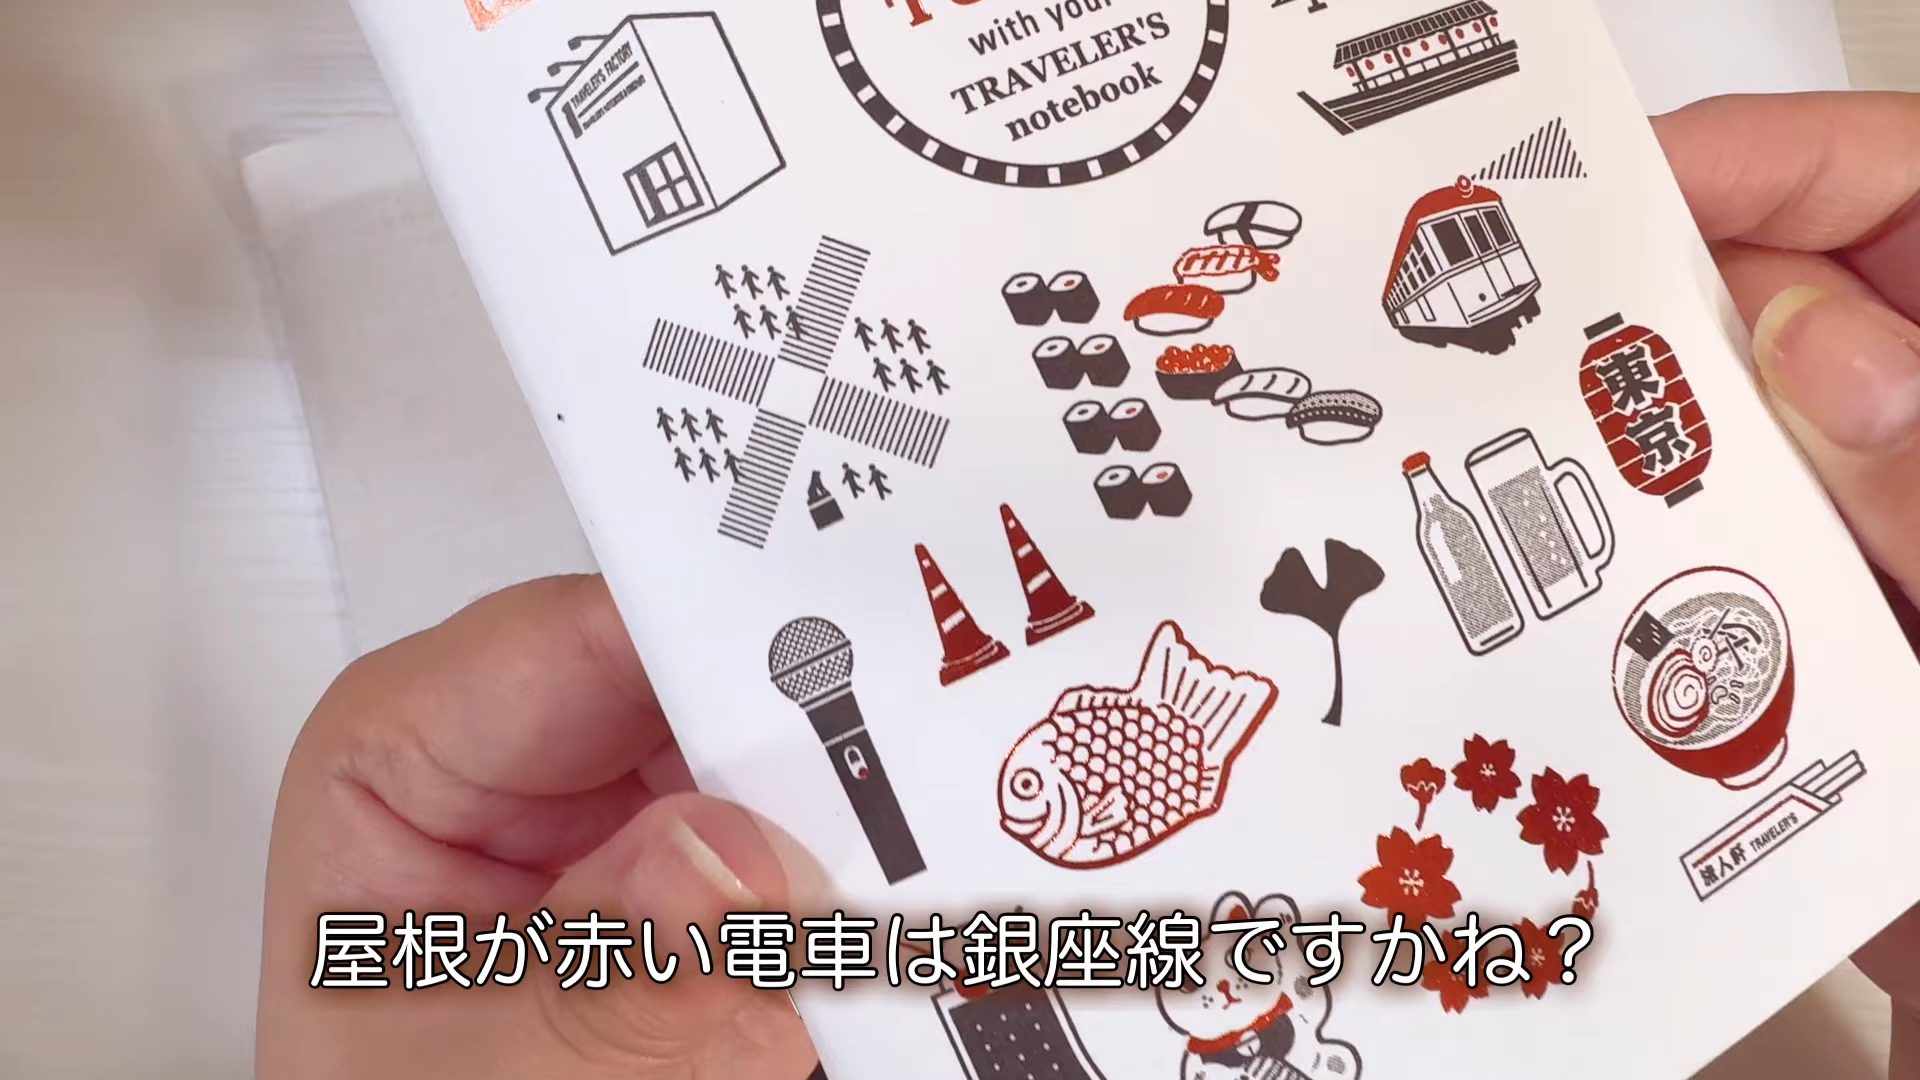 TRAVELER'S FACTORY
with your
TRAVELER'S
notebook
東京
旅人軒 TRAVELER'S
屋根が赤い電車は銀座線ですかね？